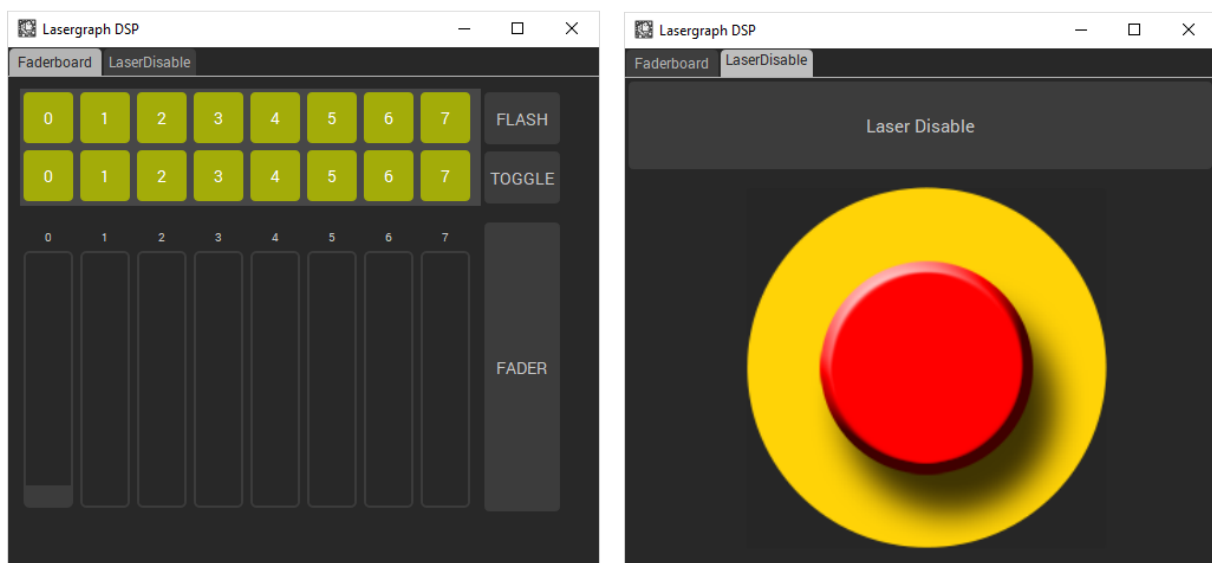 Lasergraph DSP
Faderboard LaserDisable
0 1 2 3 4 5 6 7 FLASH
0 1 2 3 4 5 6 7 TOGGLE
0 1 2 3 4 5 6 7
FADER
Lasergraph DSP
Faderboard LaserDisable
Laser Disable